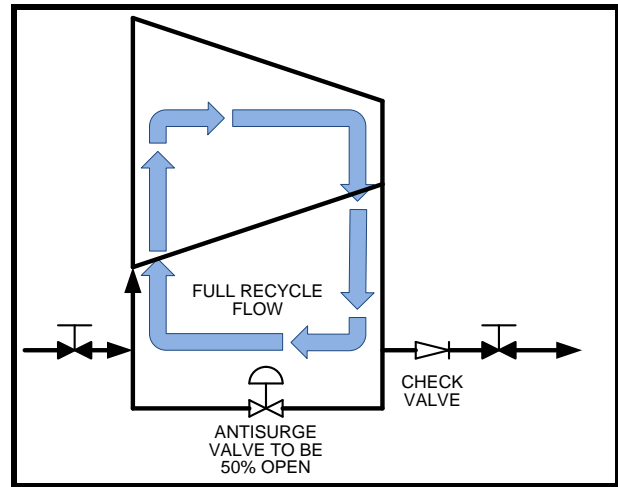 FULL RECYCLE
FLOW
CHECK
VALVE
ANTISURGE
VALVE TO BE
50% OPEN